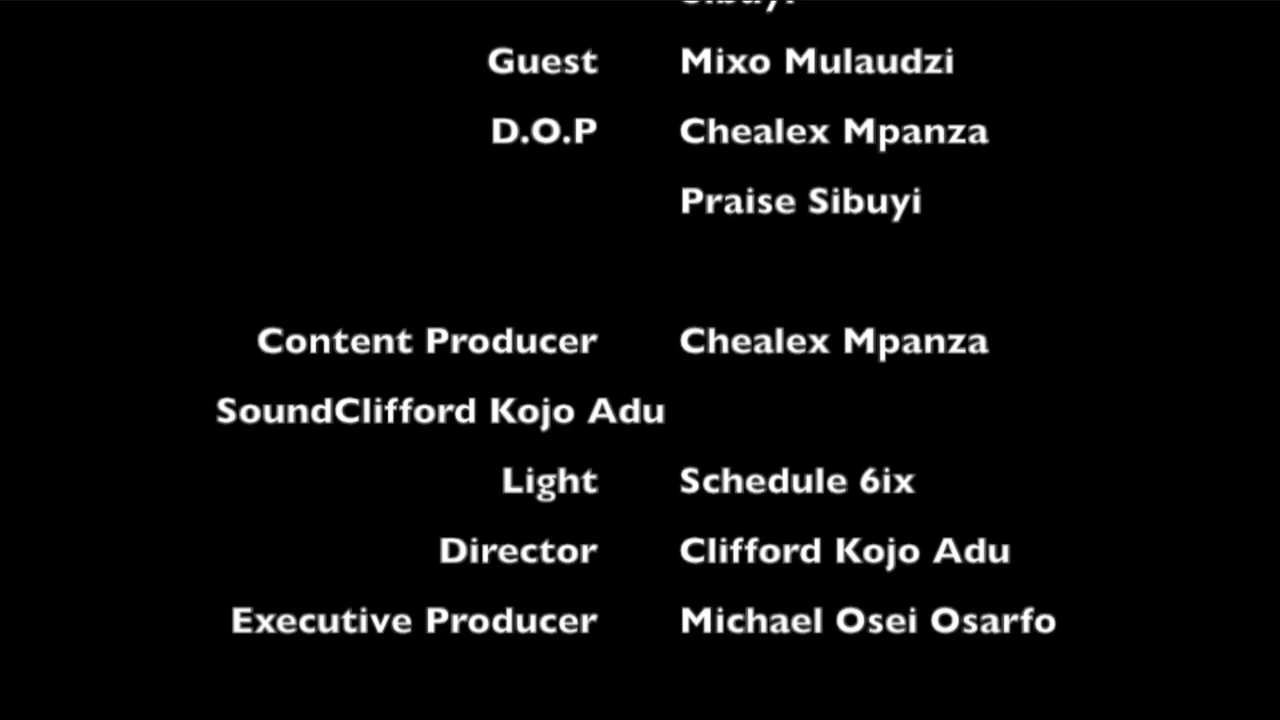 Guest Mixo Mulaudzi
D.O.P Chealex Mpanza
Praise Sibuyi
Content Producer Chealex Mpanza
SoundClifford Kojo Adu
Light Schedule 6ix
Director Clifford Kojo Adu
Executive Producer Michael Osei Osarfo